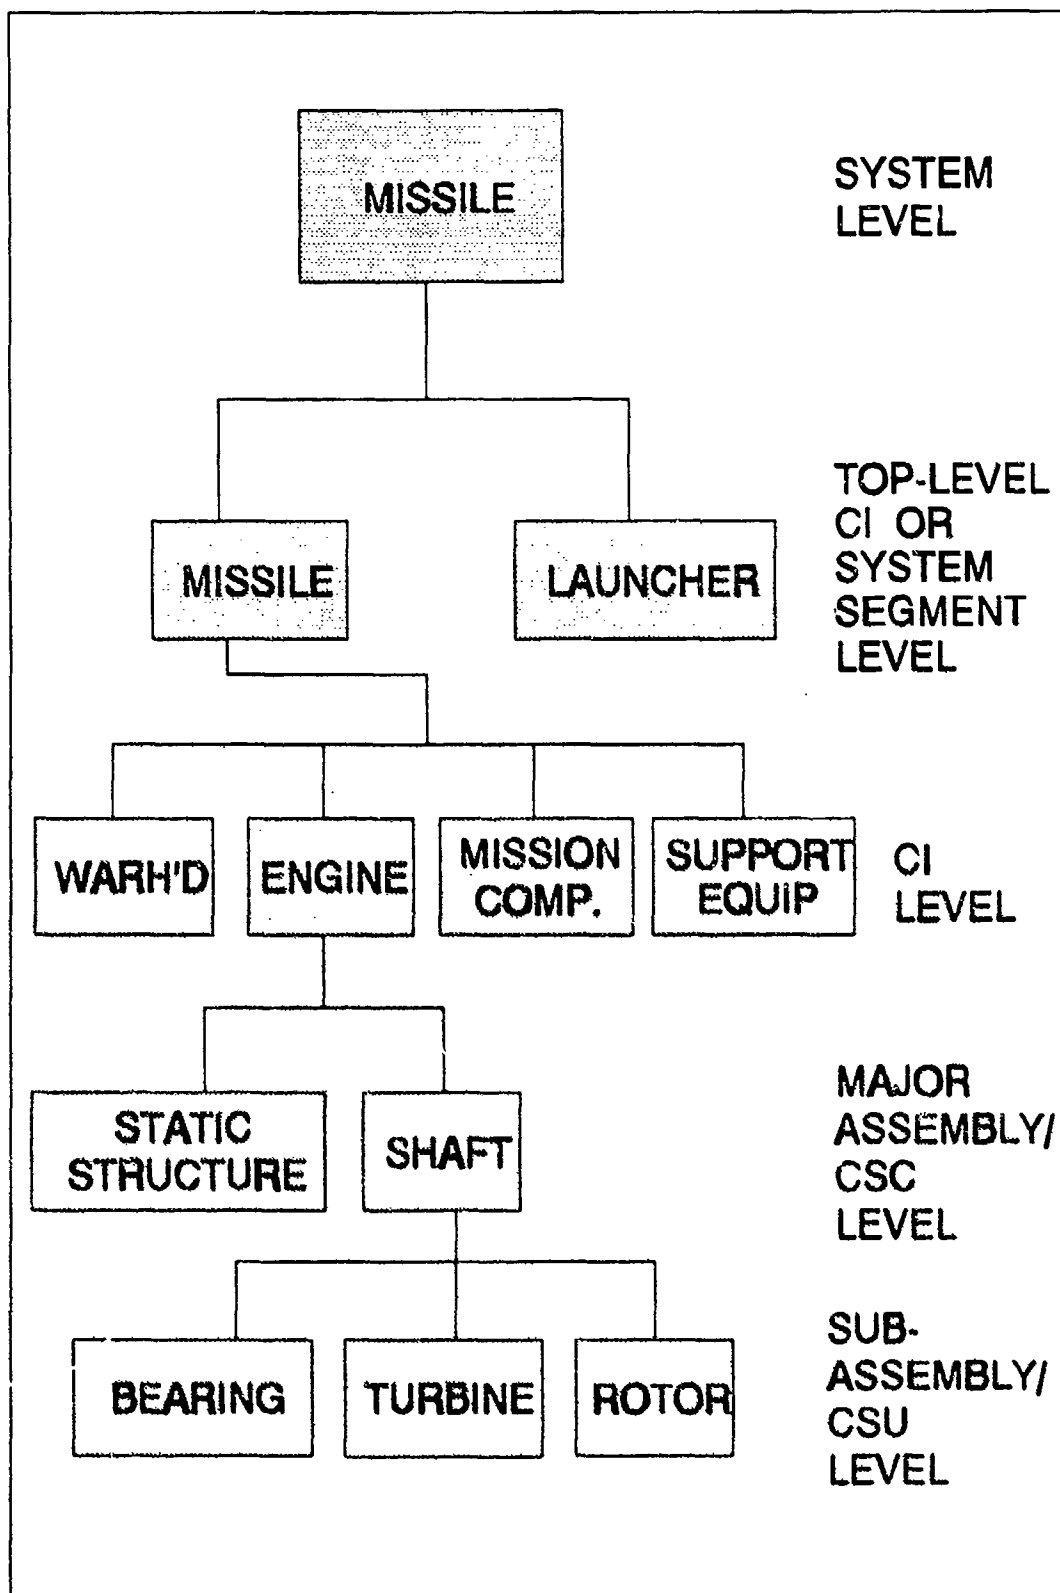 MISSILE
SYSTEM
LEVEL
MISSILE
LAUNCHER
TOP-LEVEL
CI OR
SYSTEM
SEGMENT
LEVEL
WARH'D
ENGINE
MISSION
COMP.
SUPPORT
EQUIP
CI
LEVEL
STATIC
STRUCTURE
SHAFT
MAJOR
ASSEMBLY/
CSC
LEVEL
BEARING
TURBINE
ROTOR
SUB-
ASSEMBLY/
CSU
LEVEL